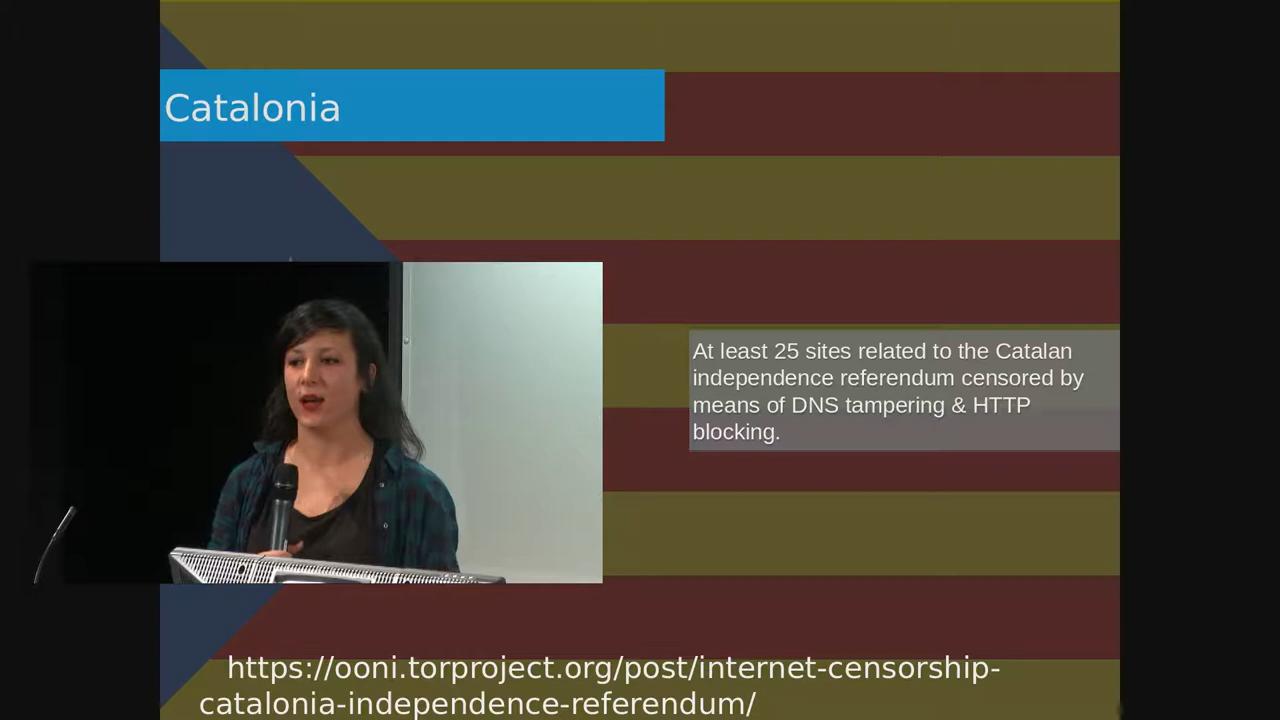 Catalonia
At least 25 sites related to the Catalan
independence referendum censored by
means of DNS tampering & HTTP
blocking.
https://ooni.torproject.org/post/internet-censorship-
catalonia-independence-referendum/